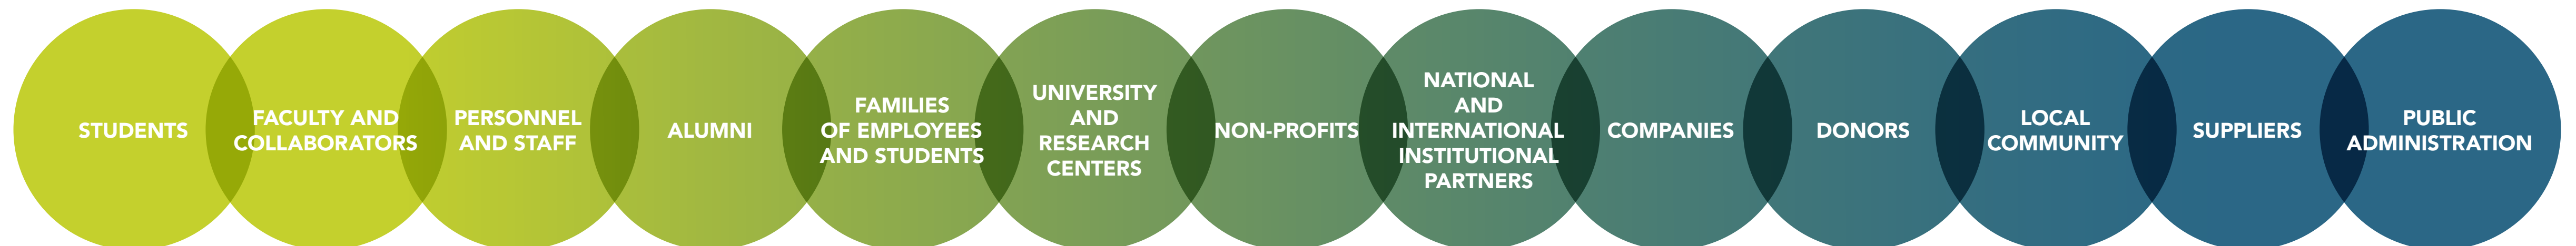 STUDENTS
FACULTY AND
COLLABORATORS
PERSONNEL
AND STAFF
ALUMNI
FAMILIES
OF EMPLOYEES
AND STUDENTS
UNIVERSITY
AND
RESEARCH
CENTERS
NON-PROFITS
NATIONAL
AND
INTERNATIONAL
INSTITUTIONAL
PARTNERS
COMPANIES
DONORS
LOCAL
COMMUNITY
SUPPLIERS
PUBLIC
ADMINISTRATION